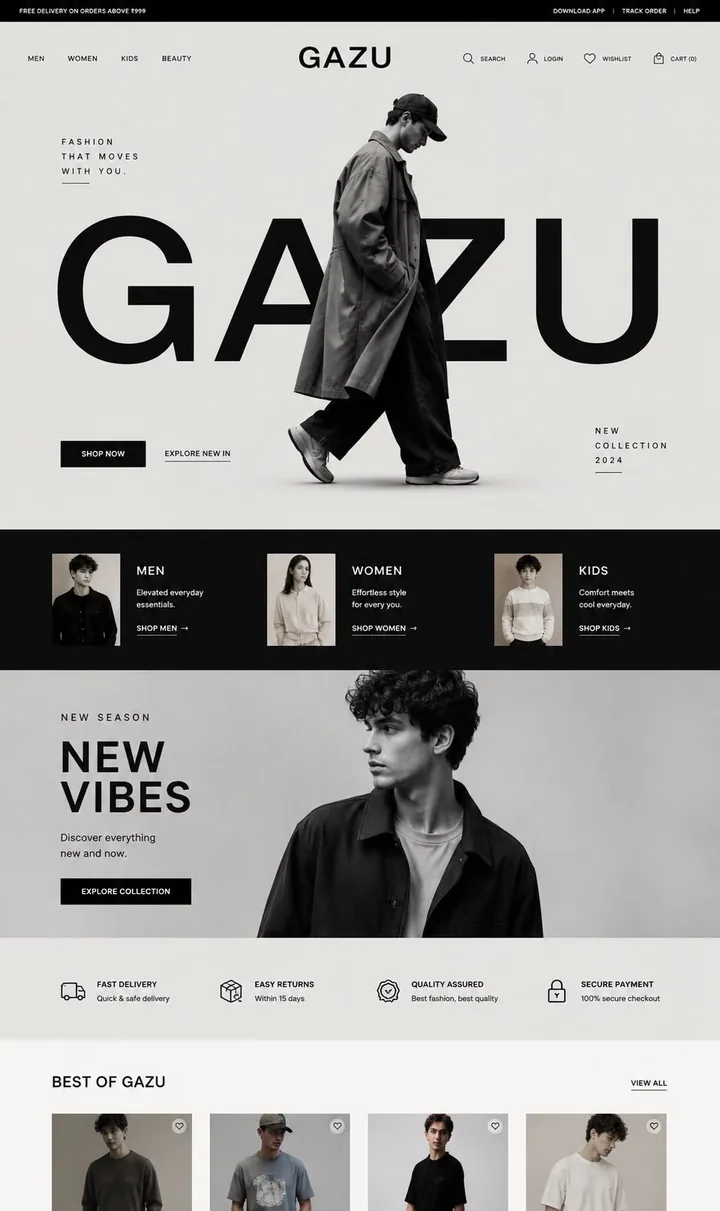 FREE DELIVERY ON ORDERS ABOVE ₹999
DOWNLOAD APP | TRACK ORDER | HELP
MEN WOMEN KIDS BEAUTY
GAZU
SEARCH LOGIN WISHLIST CART (0)
FASHION
THAT MOVES
WITH YOU.
GAZU
SHOP NOW
EXPLORE NEW IN
NEW
COLLECTION
2024
MEN
Elevated everyday
essentials.
SHOP MEN →
WOMEN
Effortless style
for every you.
SHOP WOMEN →
KIDS
Comfort meets
cool everyday.
SHOP KIDS →
NEW SEASON
NEW
VIBES
Discover everything
new and now.
EXPLORE COLLECTION
FAST DELIVERY
Quick & safe delivery
EASY RETURNS
Within 15 days
QUALITY ASSURED
Best fashion, best quality
SECURE PAYMENT
100% secure checkout
BEST OF GAZU
VIEW ALL